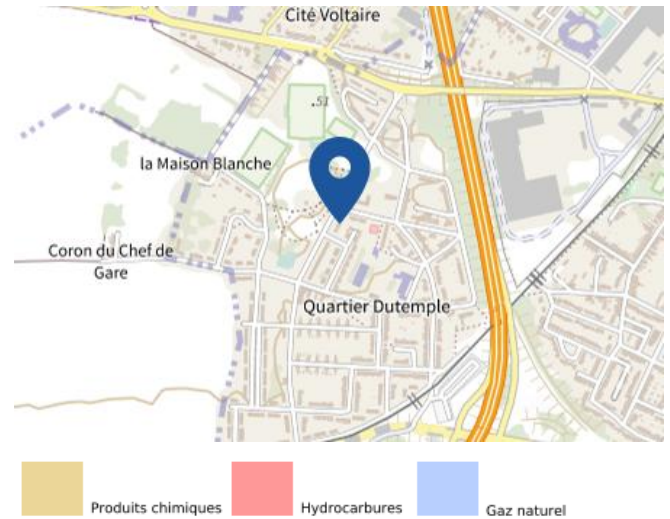 Cité Voltaire
.51
la Maison Blanche
Coron du Chef de
Gare
Quartier Dutemple
Produits chimiques
Hydrocarbures
Gaz naturel